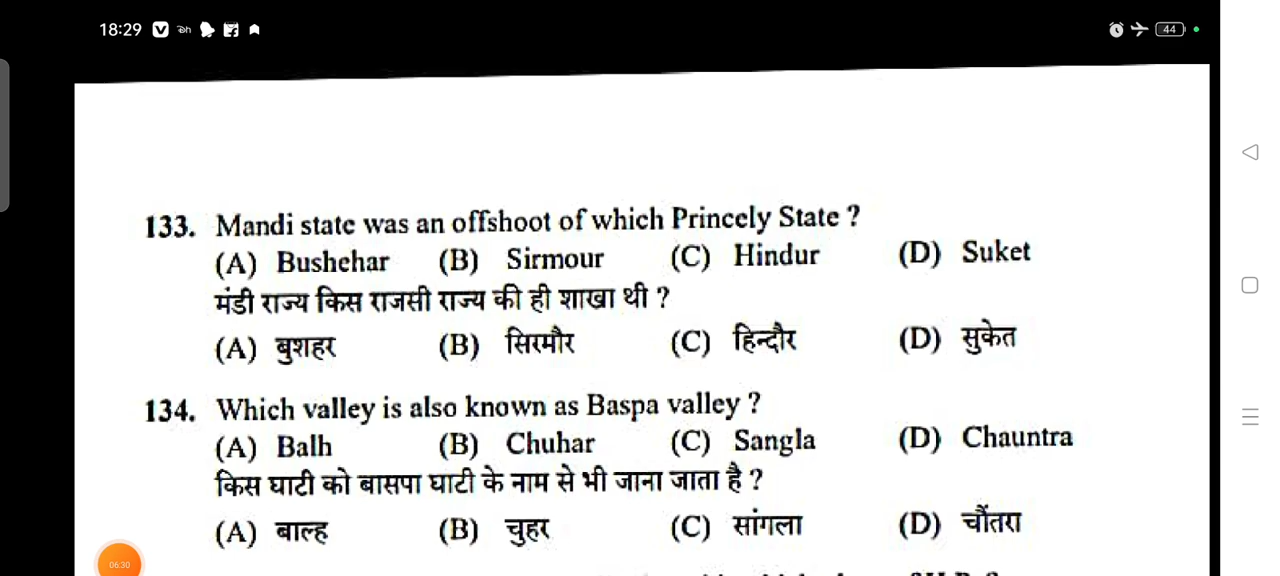 18:29
44
133. Mandi state was an offshoot of which Princely State ?
(A) Bushehar (B) Sirmour (C) Hindur (D) Suket
मंडी राज्य किस राजसी राज्य की ही शाखा थी ?
(A) बुशहर (B) सिरमौर (C) हिन्दौर (D) सुकेत
134. Which valley is also known as Baspa valley ?
(A) Balh (B) Chuhar (C) Sangla (D) Chauntra
किस घाटी को बासपा घाटी के नाम से भी जाना जाता है ?
(A) बाल्ह (B) चुहर (C) सांगला (D) चौंतरा
06:30